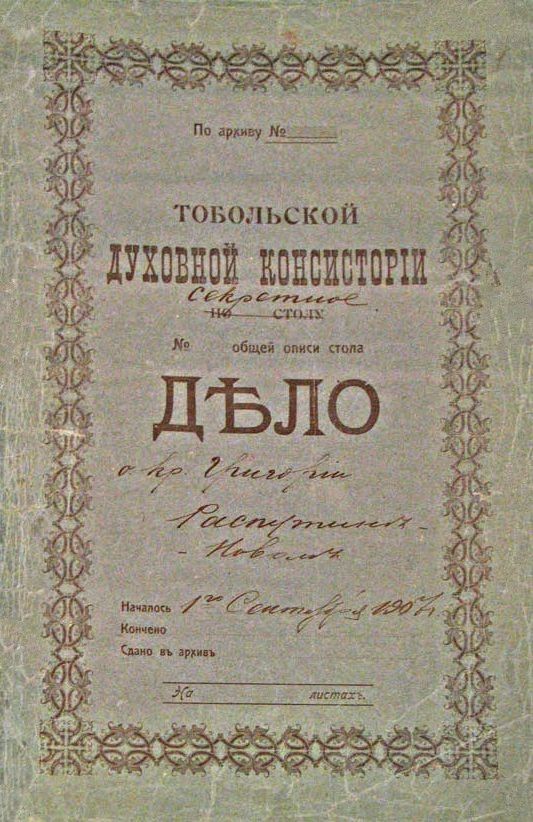 По архиву №
ТОБОЛЬСКОЙ
ДУХОВНОЙ КОНСИСТОРІИ
секретное
по столу
№ общей описи стола
ДѢЛО
о кр. Григоріи
Распутинѣ-
-Новомъ
Началось 1го Сентября 1907 г.
Кончено
Сдано въ архивъ
На листахъ.